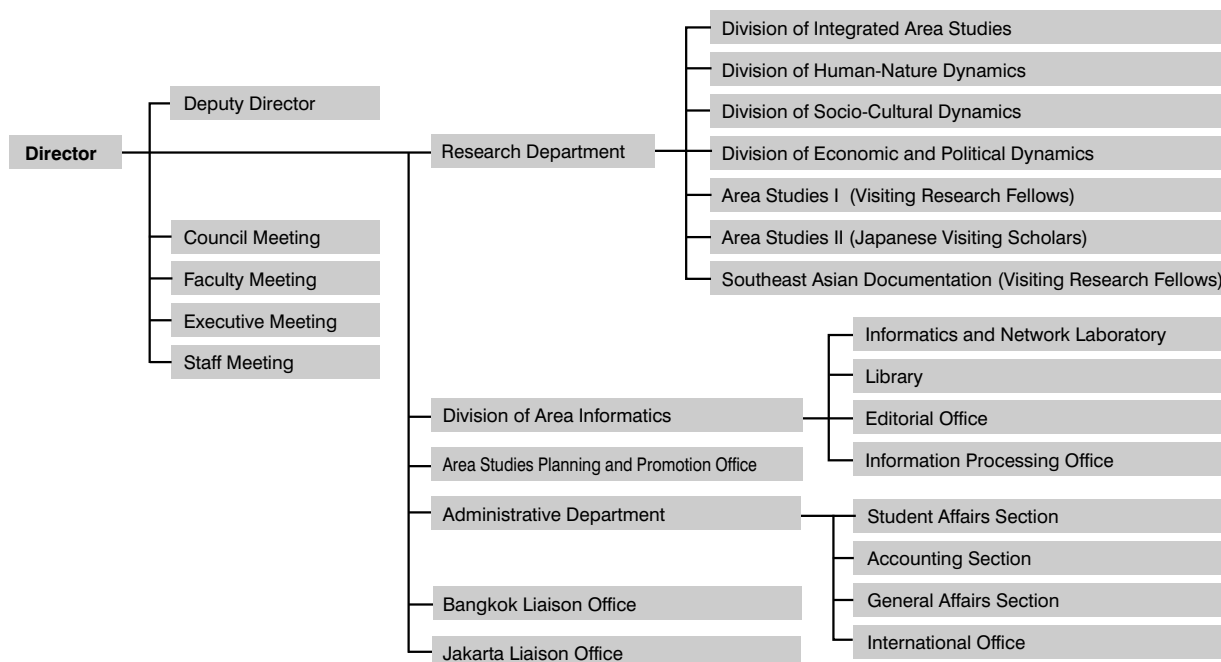 Director
Deputy Director
Council Meeting
Faculty Meeting
Executive Meeting
Staff Meeting
Research Department
Division of Integrated Area Studies
Division of Human-Nature Dynamics
Division of Socio-Cultural Dynamics
Division of Economic and Political Dynamics
Area Studies I (Visiting Research Fellows)
Area Studies II (Japanese Visiting Scholars)
Southeast Asian Documentation (Visiting Research Fellows)
Division of Area Informatics
Informatics and Network Laboratory
Library
Editorial Office
Information Processing Office
Area Studies Planning and Promotion Office
Administrative Department
Student Affairs Section
Accounting Section
General Affairs Section
International Office
Bangkok Liaison Office
Jakarta Liaison Office